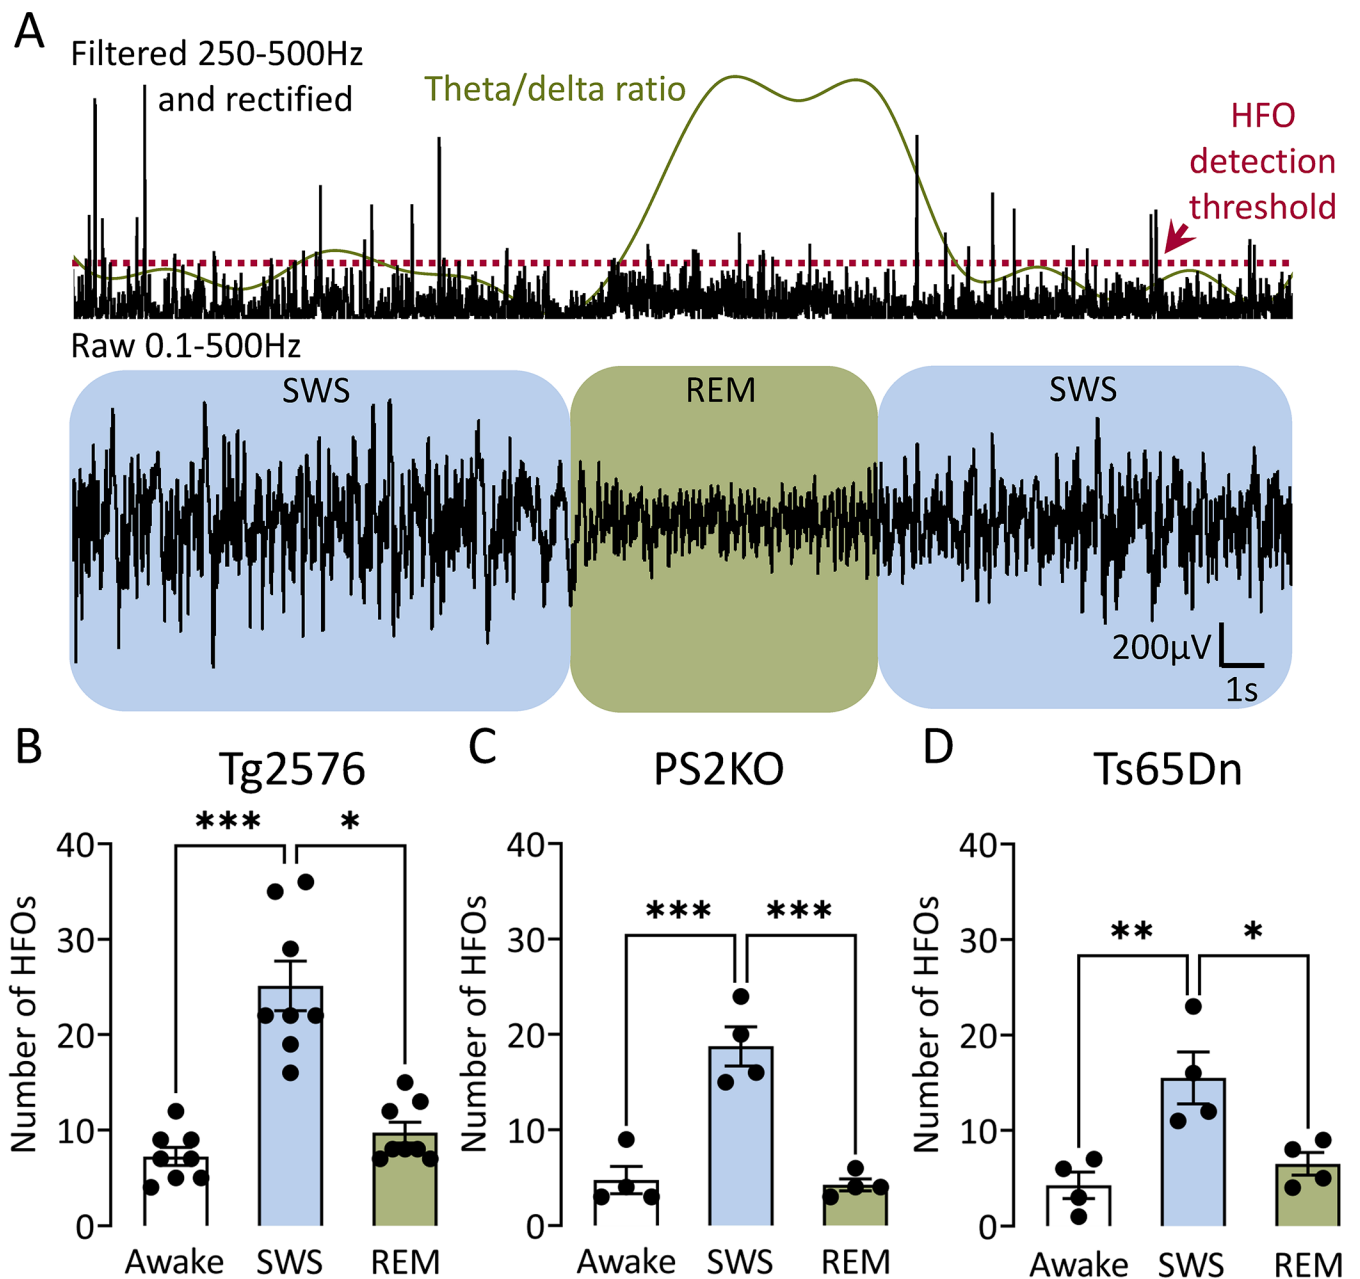 A
Filtered 250-500Hz
and rectified
Theta/delta ratio
HFO
detection
threshold
Raw 0.1-500Hz
SWS
REM
SWS
200µV
1s
B
Tg2576
*** *
Number of HFOs
40
30
20
10
0
Awake SWS REM
C
PS2KO
*** ***
Number of HFOs
40
30
20
10
0
Awake SWS REM
D
Ts65Dn
** *
Number of HFOs
40
30
20
10
0
Awake SWS REM